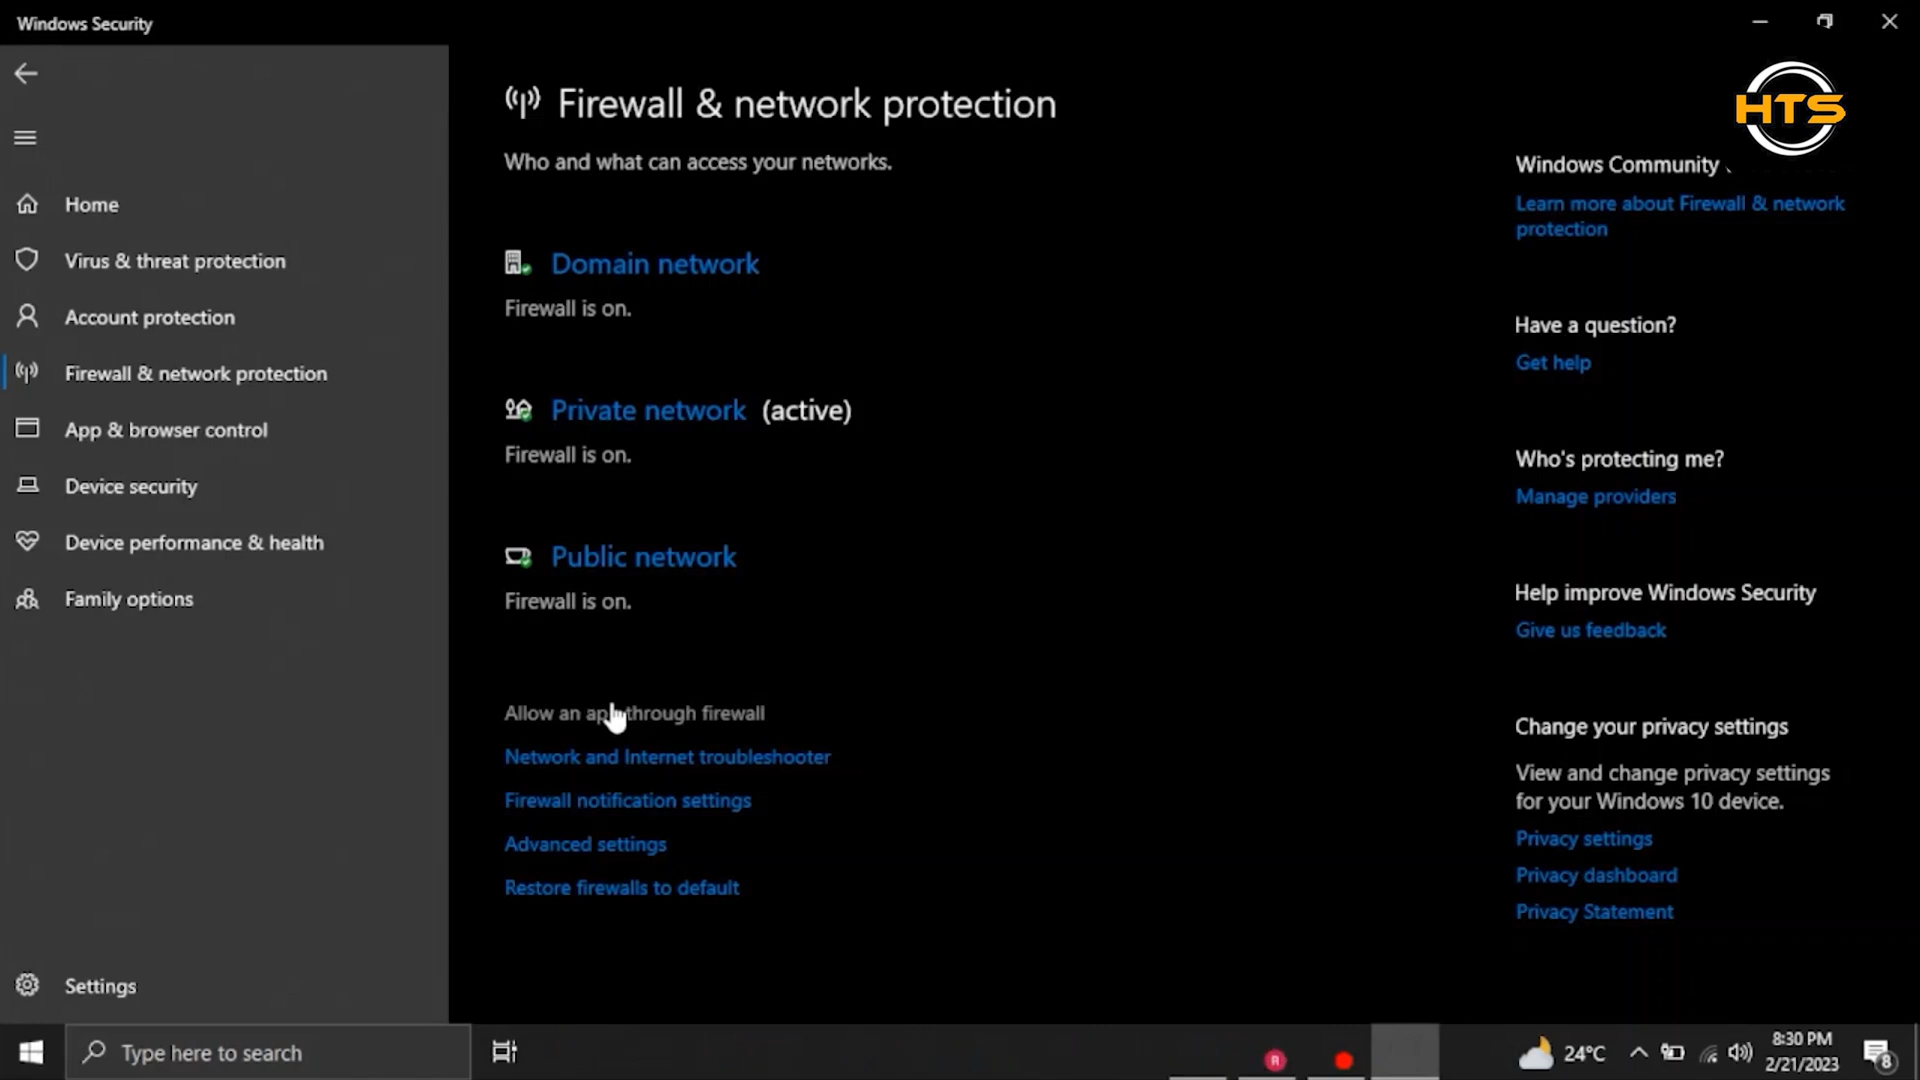 Windows Security
HTS
Firewall & network protection
Who and what can access your networks.
Home
Virus & threat protection
Account protection
Firewall & network protection
App & browser control
Device security
Device performance & health
Family options
Settings
Domain network
Firewall is on.
Private network (active)
Firewall is on.
Public network
Firewall is on.
Allow an app through firewall
Network and Internet troubleshooter
Firewall notification settings
Advanced settings
Restore firewalls to default
Windows Community
Learn more about Firewall & network
protection
Have a question?
Get help
Who's protecting me?
Manage providers
Help improve Windows Security
Give us feedback
Change your privacy settings
View and change privacy settings
for your Windows 10 device.
Privacy settings
Privacy dashboard
Privacy Statement
Type here to search
R
24°C
8:30 PM
2/21/2023
8